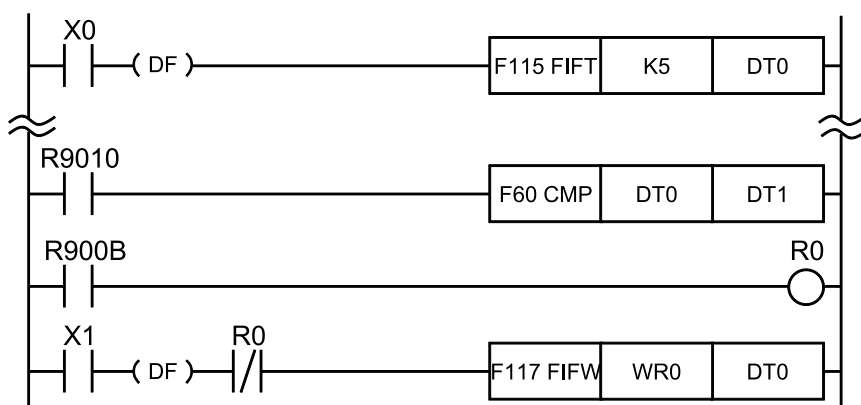 X0
( DF ) F115 FIFT K5 DT0
R9010
F60 CMP DT0 DT1
R900B R0
X1 R0
( DF ) F117 FIFW WR0 DT0